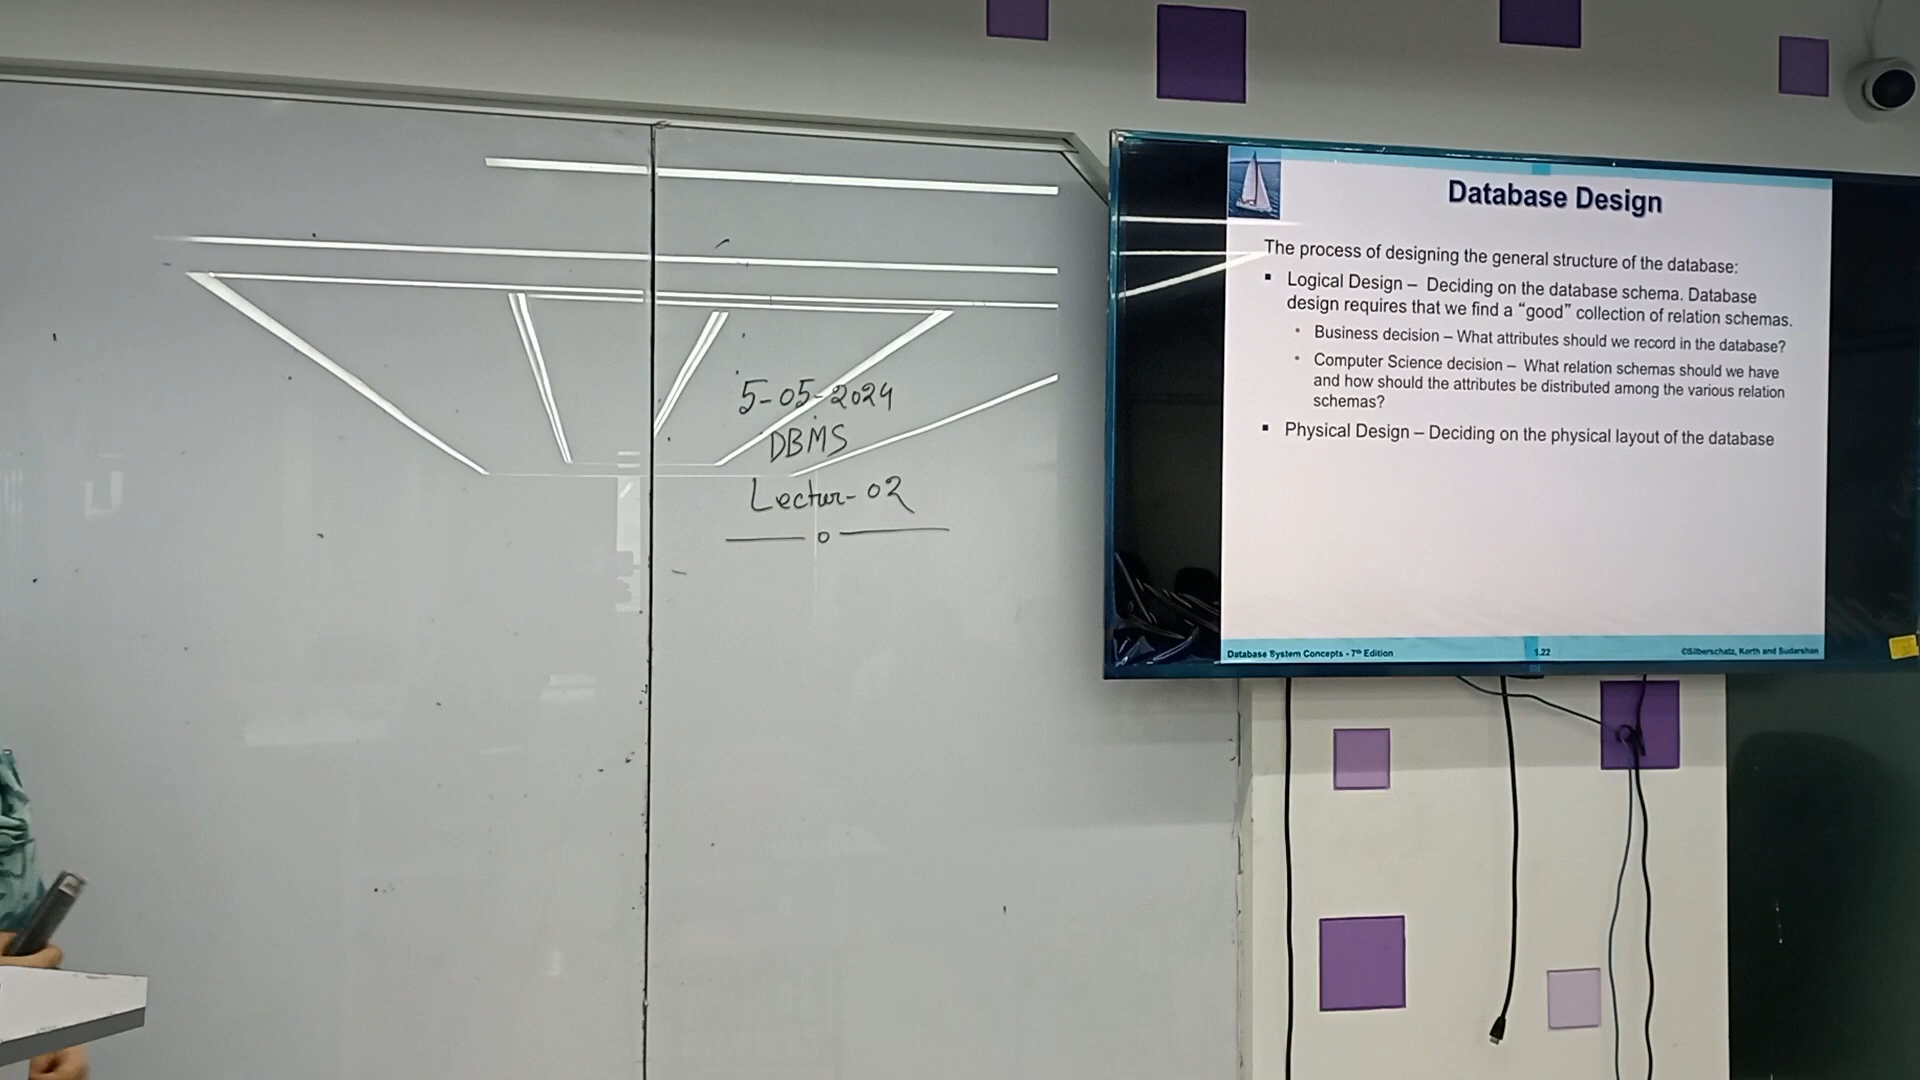 5-05-2024
DBMS
Lectur-02
Database Design
The process of designing the general structure of the database:
▪ Logical Design – Deciding on the database schema. Database
design requires that we find a “good” collection of relation schemas.
• Business decision – What attributes should we record in the database?
• Computer Science decision – What relation schemas should we have
and how should the attributes be distributed among the various relation
schemas?
▪ Physical Design – Deciding on the physical layout of the database
Database System Concepts - 7th Edition
1.22
©Silberschatz, Korth and Sudarshan